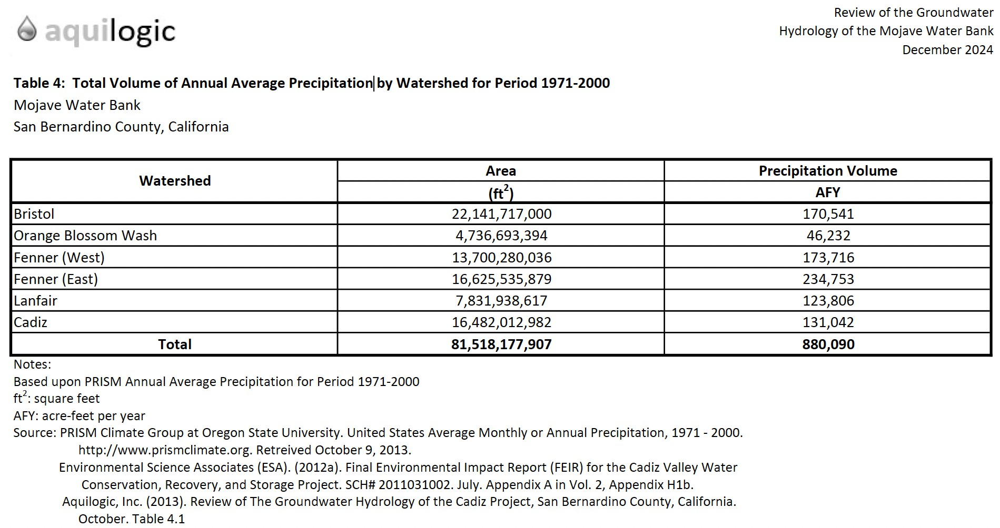 aquilogic
Review of the Groundwater
Hydrology of the Mojave Water Bank
December 2024
Table 4:  Total Volume of Annual Average Precipitation by Watershed for Period 1971-2000
Mojave Water Bank
San Bernardino County, California
Watershed Area Precipitation Volume
(ft²) AFY
Bristol 22,141,717,000 170,541
Orange Blossom Wash 4,736,693,394 46,232
Fenner (West) 13,700,280,036 173,716
Fenner (East) 16,625,535,879 234,753
Lanfair 7,831,938,617 123,806
Cadiz 16,482,012,982 131,042
Total 81,518,177,907 880,090
Notes:
Based upon PRISM Annual Average Precipitation for Period 1971-2000
ft²: square feet
AFY: acre-feet per year
Source: PRISM Climate Group at Oregon State University. United States Average Monthly or Annual Precipitation, 1971 - 2000.
http://www.prismclimate.org. Retreived October 9, 2013.
Environmental Science Associates (ESA). (2012a). Final Environmental Impact Report (FEIR) for the Cadiz Valley Water
Conservation, Recovery, and Storage Project. SCH# 2011031002. July. Appendix A in Vol. 2, Appendix H1b.
Aquilogic, Inc. (2013). Review of The Groundwater Hydrology of the Cadiz Project, San Bernardino County, California.
October. Table 4.1